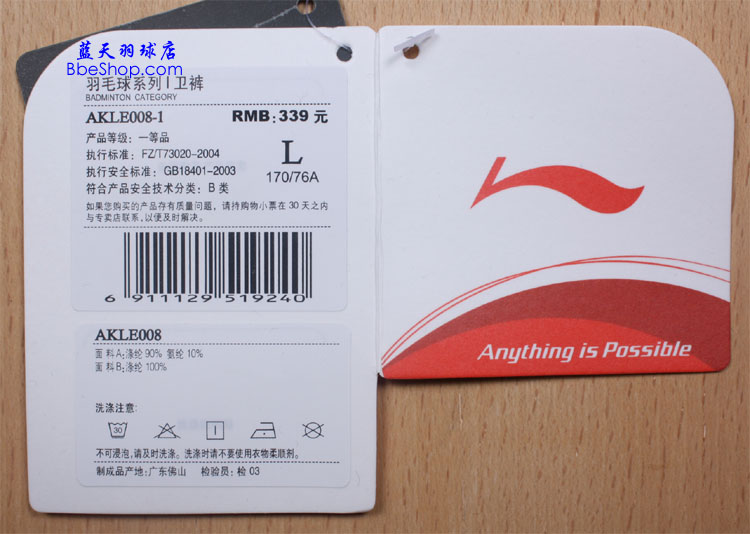 蓝天羽球店
BbeShop.com
羽毛球系列 I 卫裤
BADMINTON CATEGORY
AKLE008-1 RMB: 339 元
产品等级: 一等品
执行标准: FZ/T73020-2004
L
执行安全标准: GB18401-2003
170/76A
符合产品安全技术分类: B 类
如果您购买的产品存有质量问题, 请持购物小票在 30 天之内
与专卖店联系, 以便及时解决。
6 911129 519240
AKLE008
面 料 A: 涤纶 90% 氨纶 10%
面 料 B: 涤纶 100%
洗涤注意:
30
不可浸泡, 请及时洗涤。洗涤时请不要使用衣物柔顺剂。
制成品产地: 广东佛山 检验员: 检 03
Anything is Possible